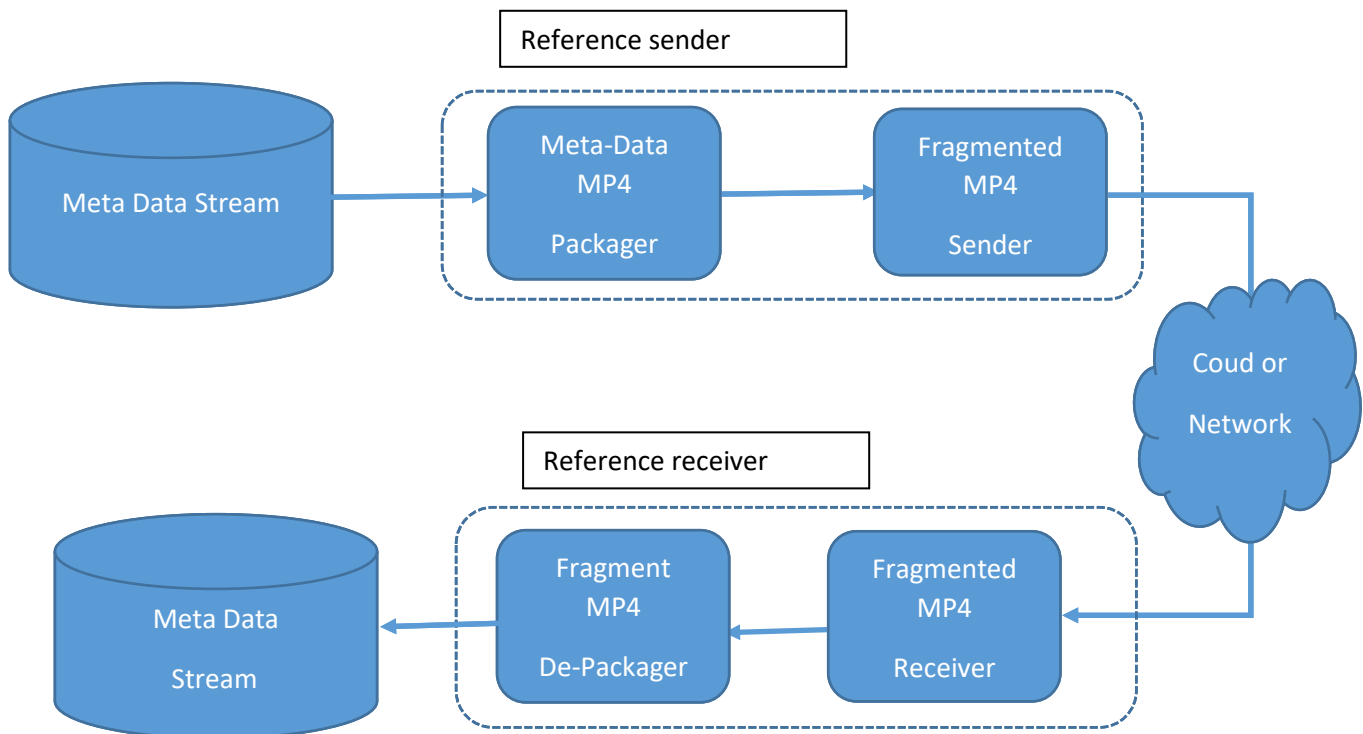 Reference sender
Meta Data Stream
Meta-Data
MP4
Packager
Fragmented
MP4
Sender
Coud or
Network
Reference receiver
Meta Data
Stream
Fragment
MP4
De-Packager
Fragmented
MP4
Receiver